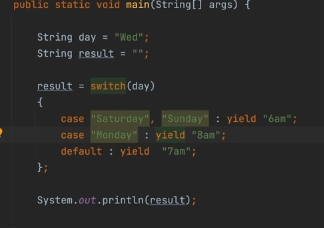 public static void main(String[] args) {
String day = "Wed";
String result = "";
result = switch(day)
{
case "Saturday", "Sunday" : yield "6am";
case "Monday" : yield "8am";
default : yield "7am";
};
System.out.println(result);